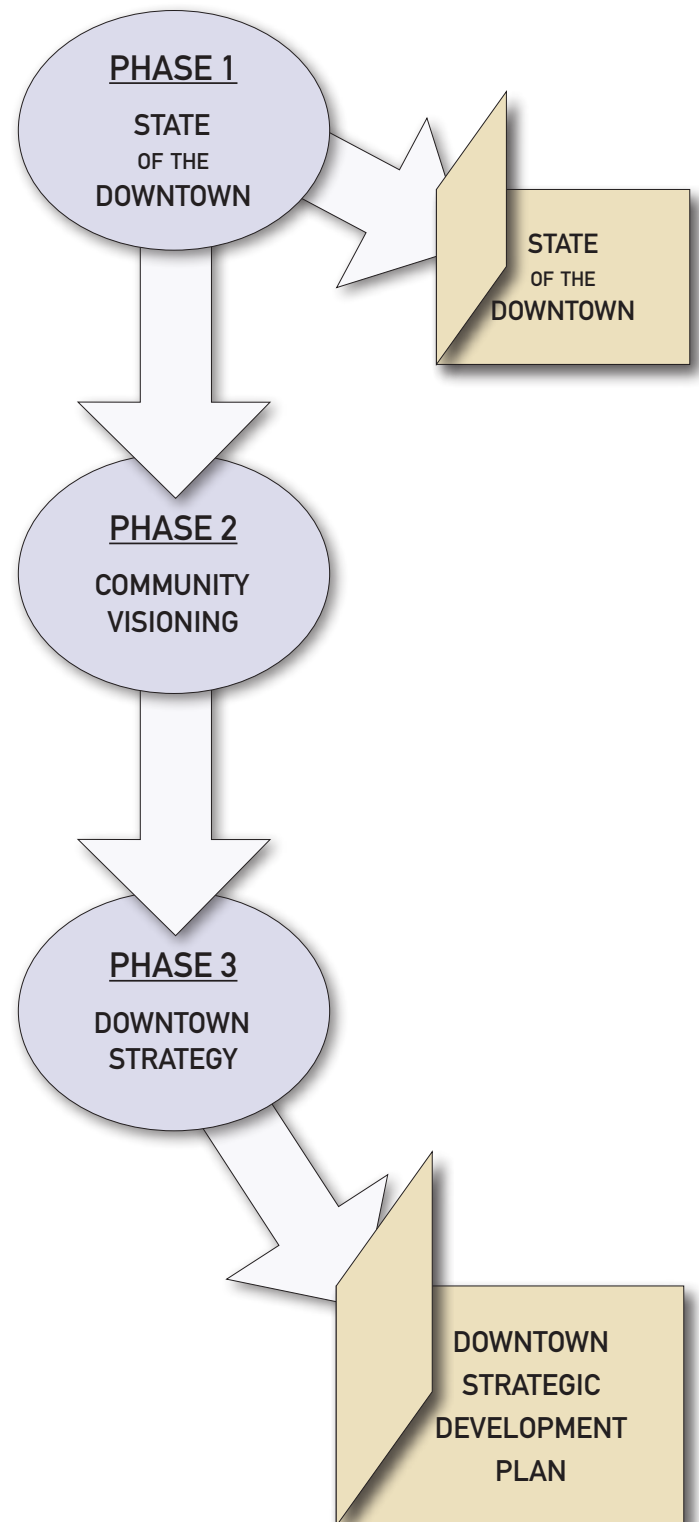 PHASE 1
STATE
OF THE
DOWNTOWN
STATE
OF THE
DOWNTOWN
PHASE 2
COMMUNITY
VISIONING
PHASE 3
DOWNTOWN
STRATEGY
DOWNTOWN
STRATEGIC
DEVELOPMENT
PLAN